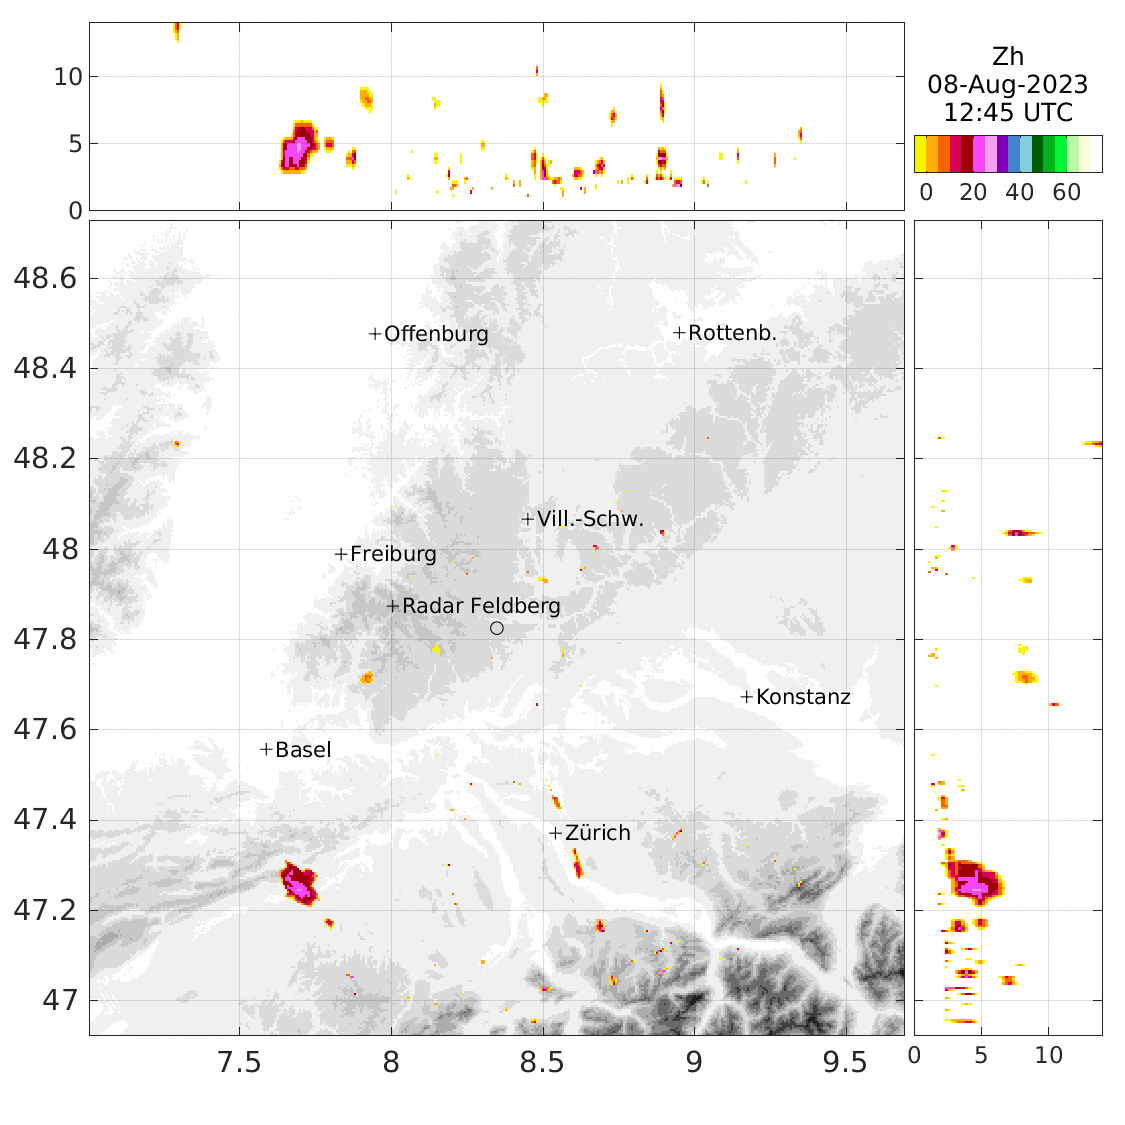 Zh
08-Aug-2023
12:45 UTC
0 20 40 60
10
5
0
48.6
48.4
48.2
48
47.8
47.6
47.4
47.2
47
+Offenburg
+Rottenb.
+Vill.-Schw.
+Freiburg
+Radar Feldberg
+Konstanz
+Basel
+Zürich
7.5 8 8.5 9 9.5
0 5 10